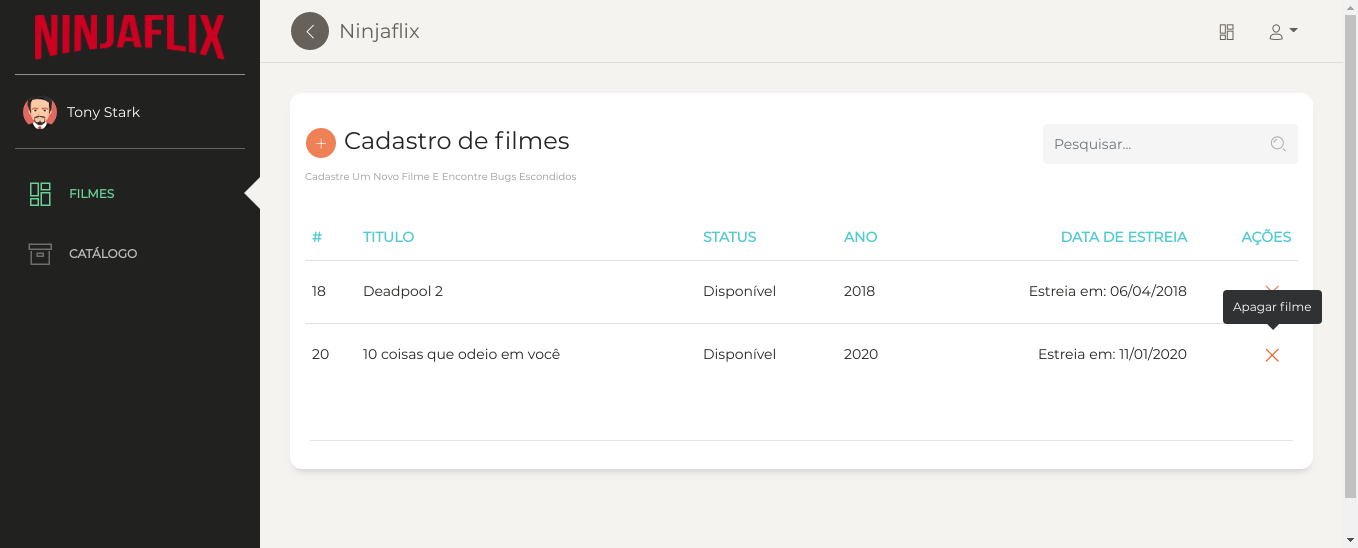 NINJAFLIX
Ninjaflix
Tony Stark
FILMES
CATÁLOGO
+ Cadastro de filmes
Pesquisar...
Cadastre Um Novo Filme E Encontre Bugs Escondidos
# TITULO STATUS ANO DATA DE ESTREIA AÇÕES
18 Deadpool 2 Disponível 2018 Estreia em: 06/04/2018
Apagar filme
20 10 coisas que odeio em você Disponível 2020 Estreia em: 11/01/2020